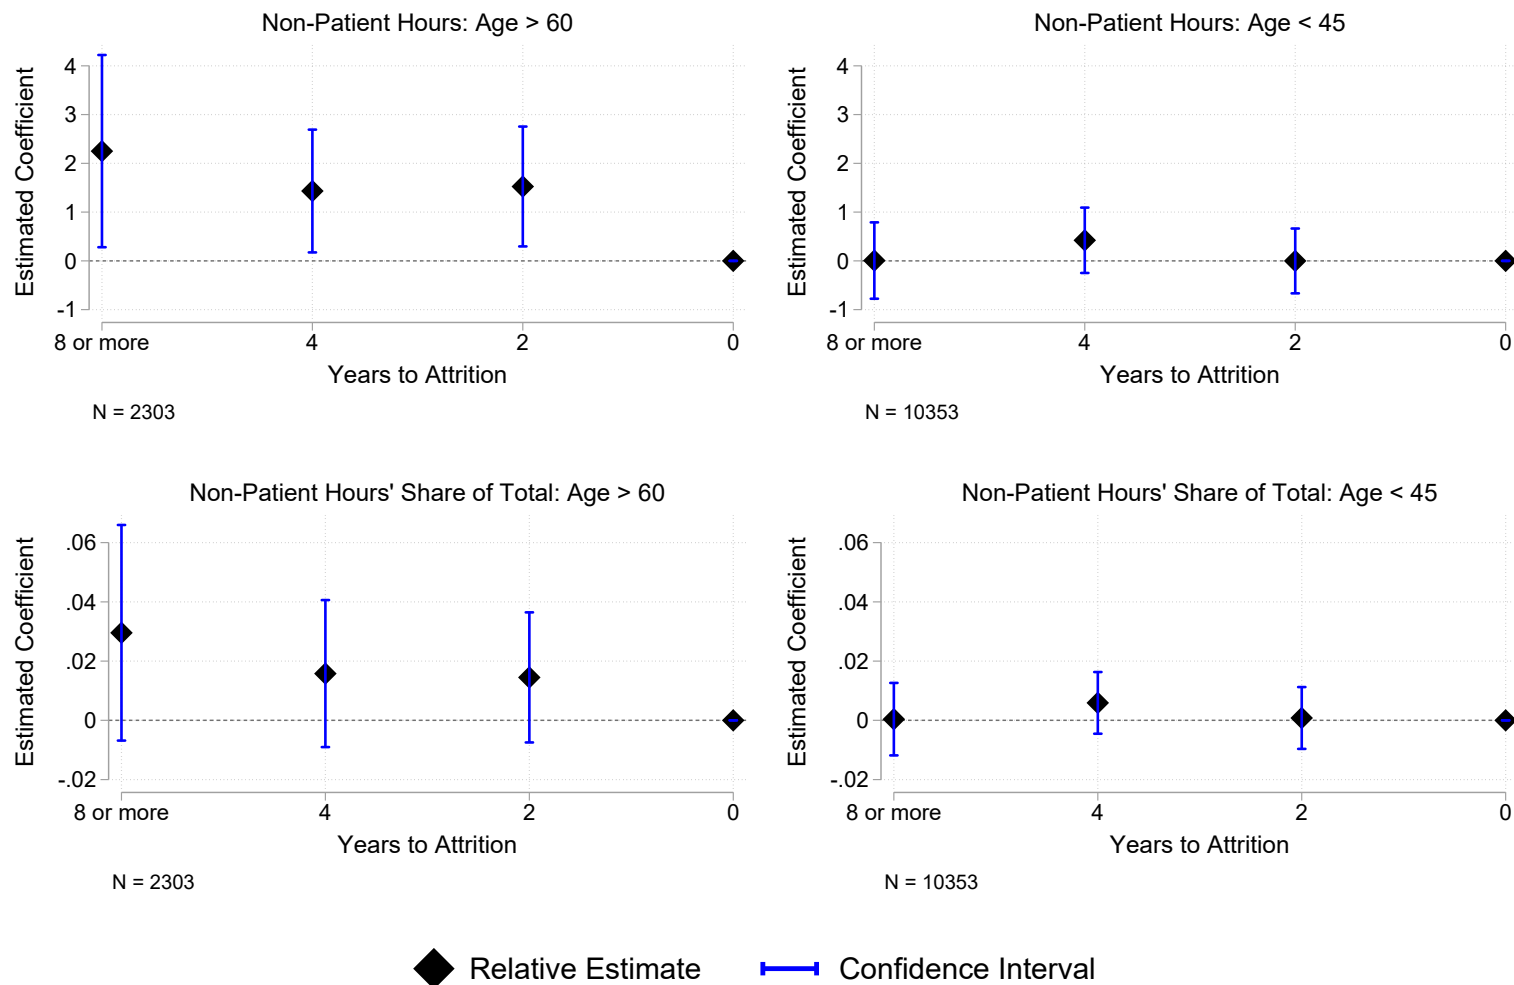 Non-Patient Hours: Age > 60
Estimated Coefficient
4
3
2
1
0
-1
8 or more 4 2 0
Years to Attrition
N = 2303
Non-Patient Hours: Age < 45
Estimated Coefficient
4
3
2
1
0
-1
8 or more 4 2 0
Years to Attrition
N = 10353
Non-Patient Hours' Share of Total: Age > 60
Estimated Coefficient
.06
.04
.02
0
-.02
8 or more 4 2 0
Years to Attrition
N = 2303
Non-Patient Hours' Share of Total: Age < 45
Estimated Coefficient
.06
.04
.02
0
-.02
8 or more 4 2 0
Years to Attrition
N = 10353
Relative Estimate Confidence Interval